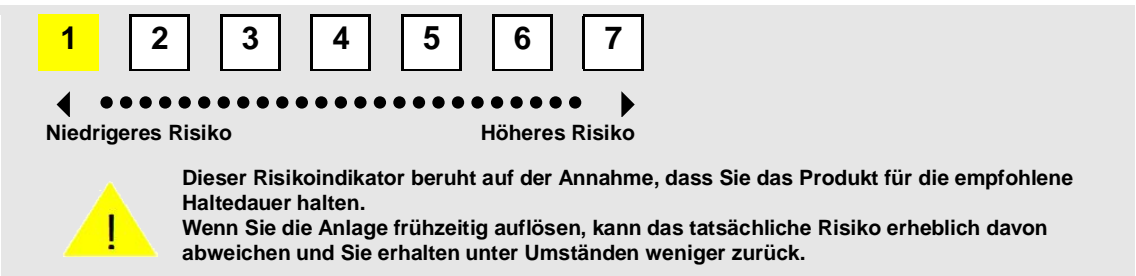 1 2 3 4 5 6 7
Niedrigeres Risiko Höheres Risiko
!
Dieser Risikoindikator beruht auf der Annahme, dass Sie das Produkt für die empfohlene
Haltedauer halten.
Wenn Sie die Anlage frühzeitig auflösen, kann das tatsächliche Risiko erheblich davon
abweichen und Sie erhalten unter Umständen weniger zurück.